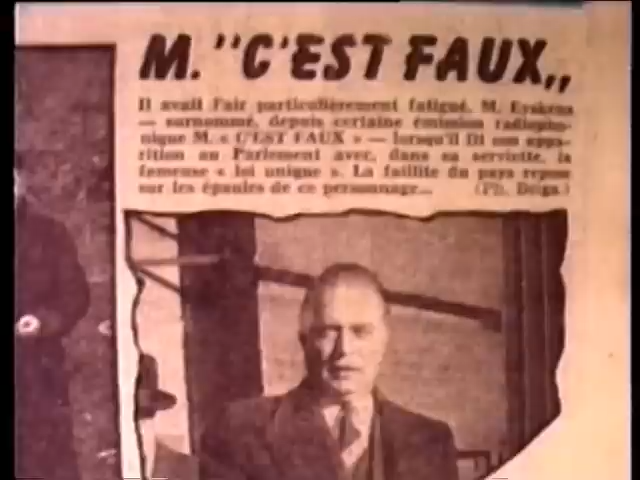 M. "C'EST FAUX„
Il avait l'air particulièrement fatigué, M. Eyskens
— surnommé, depuis certaine émission radiopho-
nique M. « C'EST FAUX » — lorsqu'il fit son appa-
rition au Parlement avec, dans sa serviette, la
fameuse « loi unique ». La faillite du pays repose
sur les épaules de ce personnage... (Ph. Belga.)